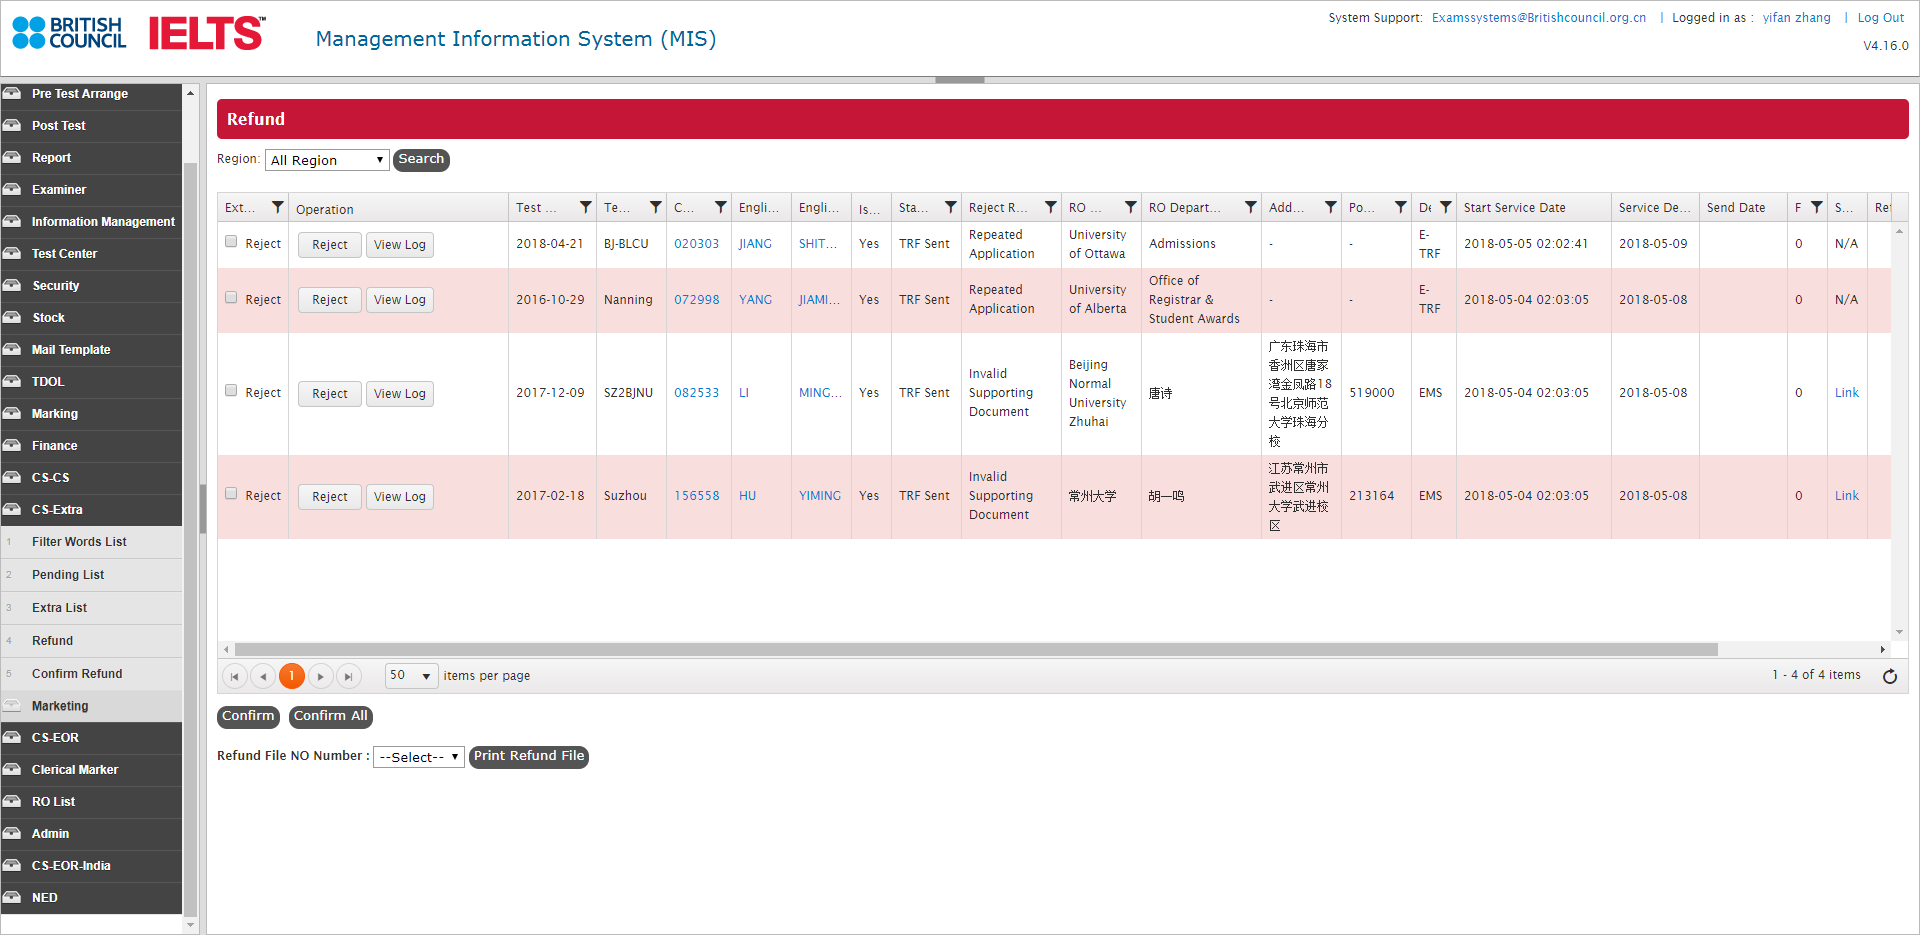 BRITISH
COUNCIL
IELTS™
Management Information System (MIS)
System Support: Examssystems@Britishcouncil.org.cn | Logged in as : yifan zhang | Log Out
V4.16.0
Pre Test Arrange
Post Test
Report
Examiner
Information Management
Test Center
Security
Stock
Mail Template
TDOL
Marking
Finance
CS-CS
CS-Extra
1 Filter Words List
2 Pending List
3 Extra List
4 Refund
5 Confirm Refund
Marketing
CS-EOR
Clerical Marker
RO List
Admin
CS-EOR-India
NED
Refund
Region: All Region Search
Ext... Operation Test ... Te... C... Engli... Engli... Is... Sta... Reject R... RO ... RO Depart... Add... Po... De Start Service Date Service De... Send Date F S... Ref
Reject Reject View Log 2018-04-21 BJ-BLCU 020303 JIANG SHIT... Yes TRF Sent Repeated Application University of Ottawa Admissions - - E-TRF 2018-05-05 02:02:41 2018-05-09 0 N/A
Reject Reject View Log 2016-10-29 Nanning 072998 YANG JIAMI... Yes TRF Sent Repeated Application University of Alberta Office of Registrar & Student Awards - - E-TRF 2018-05-04 02:03:05 2018-05-08 0 N/A
Reject Reject View Log 2017-12-09 SZ2BJNU 082533 LI MING... Yes TRF Sent Invalid Supporting Document Beijing Normal University Zhuhai 唐诗 广东珠海市香洲区唐家湾金凤路18号北京师范大学珠海分校 519000 EMS 2018-05-04 02:03:05 2018-05-08 0 Link
Reject Reject View Log 2017-02-18 Suzhou 156558 HU YIMING Yes TRF Sent Invalid Supporting Document 常州大学 胡一鸣 江苏常州市武进区常州大学武进校区 213164 EMS 2018-05-04 02:03:05 2018-05-08 0 Link
1 50 items per page 1 - 4 of 4 items
Confirm Confirm All
Refund File NO Number : --Select-- Print Refund File